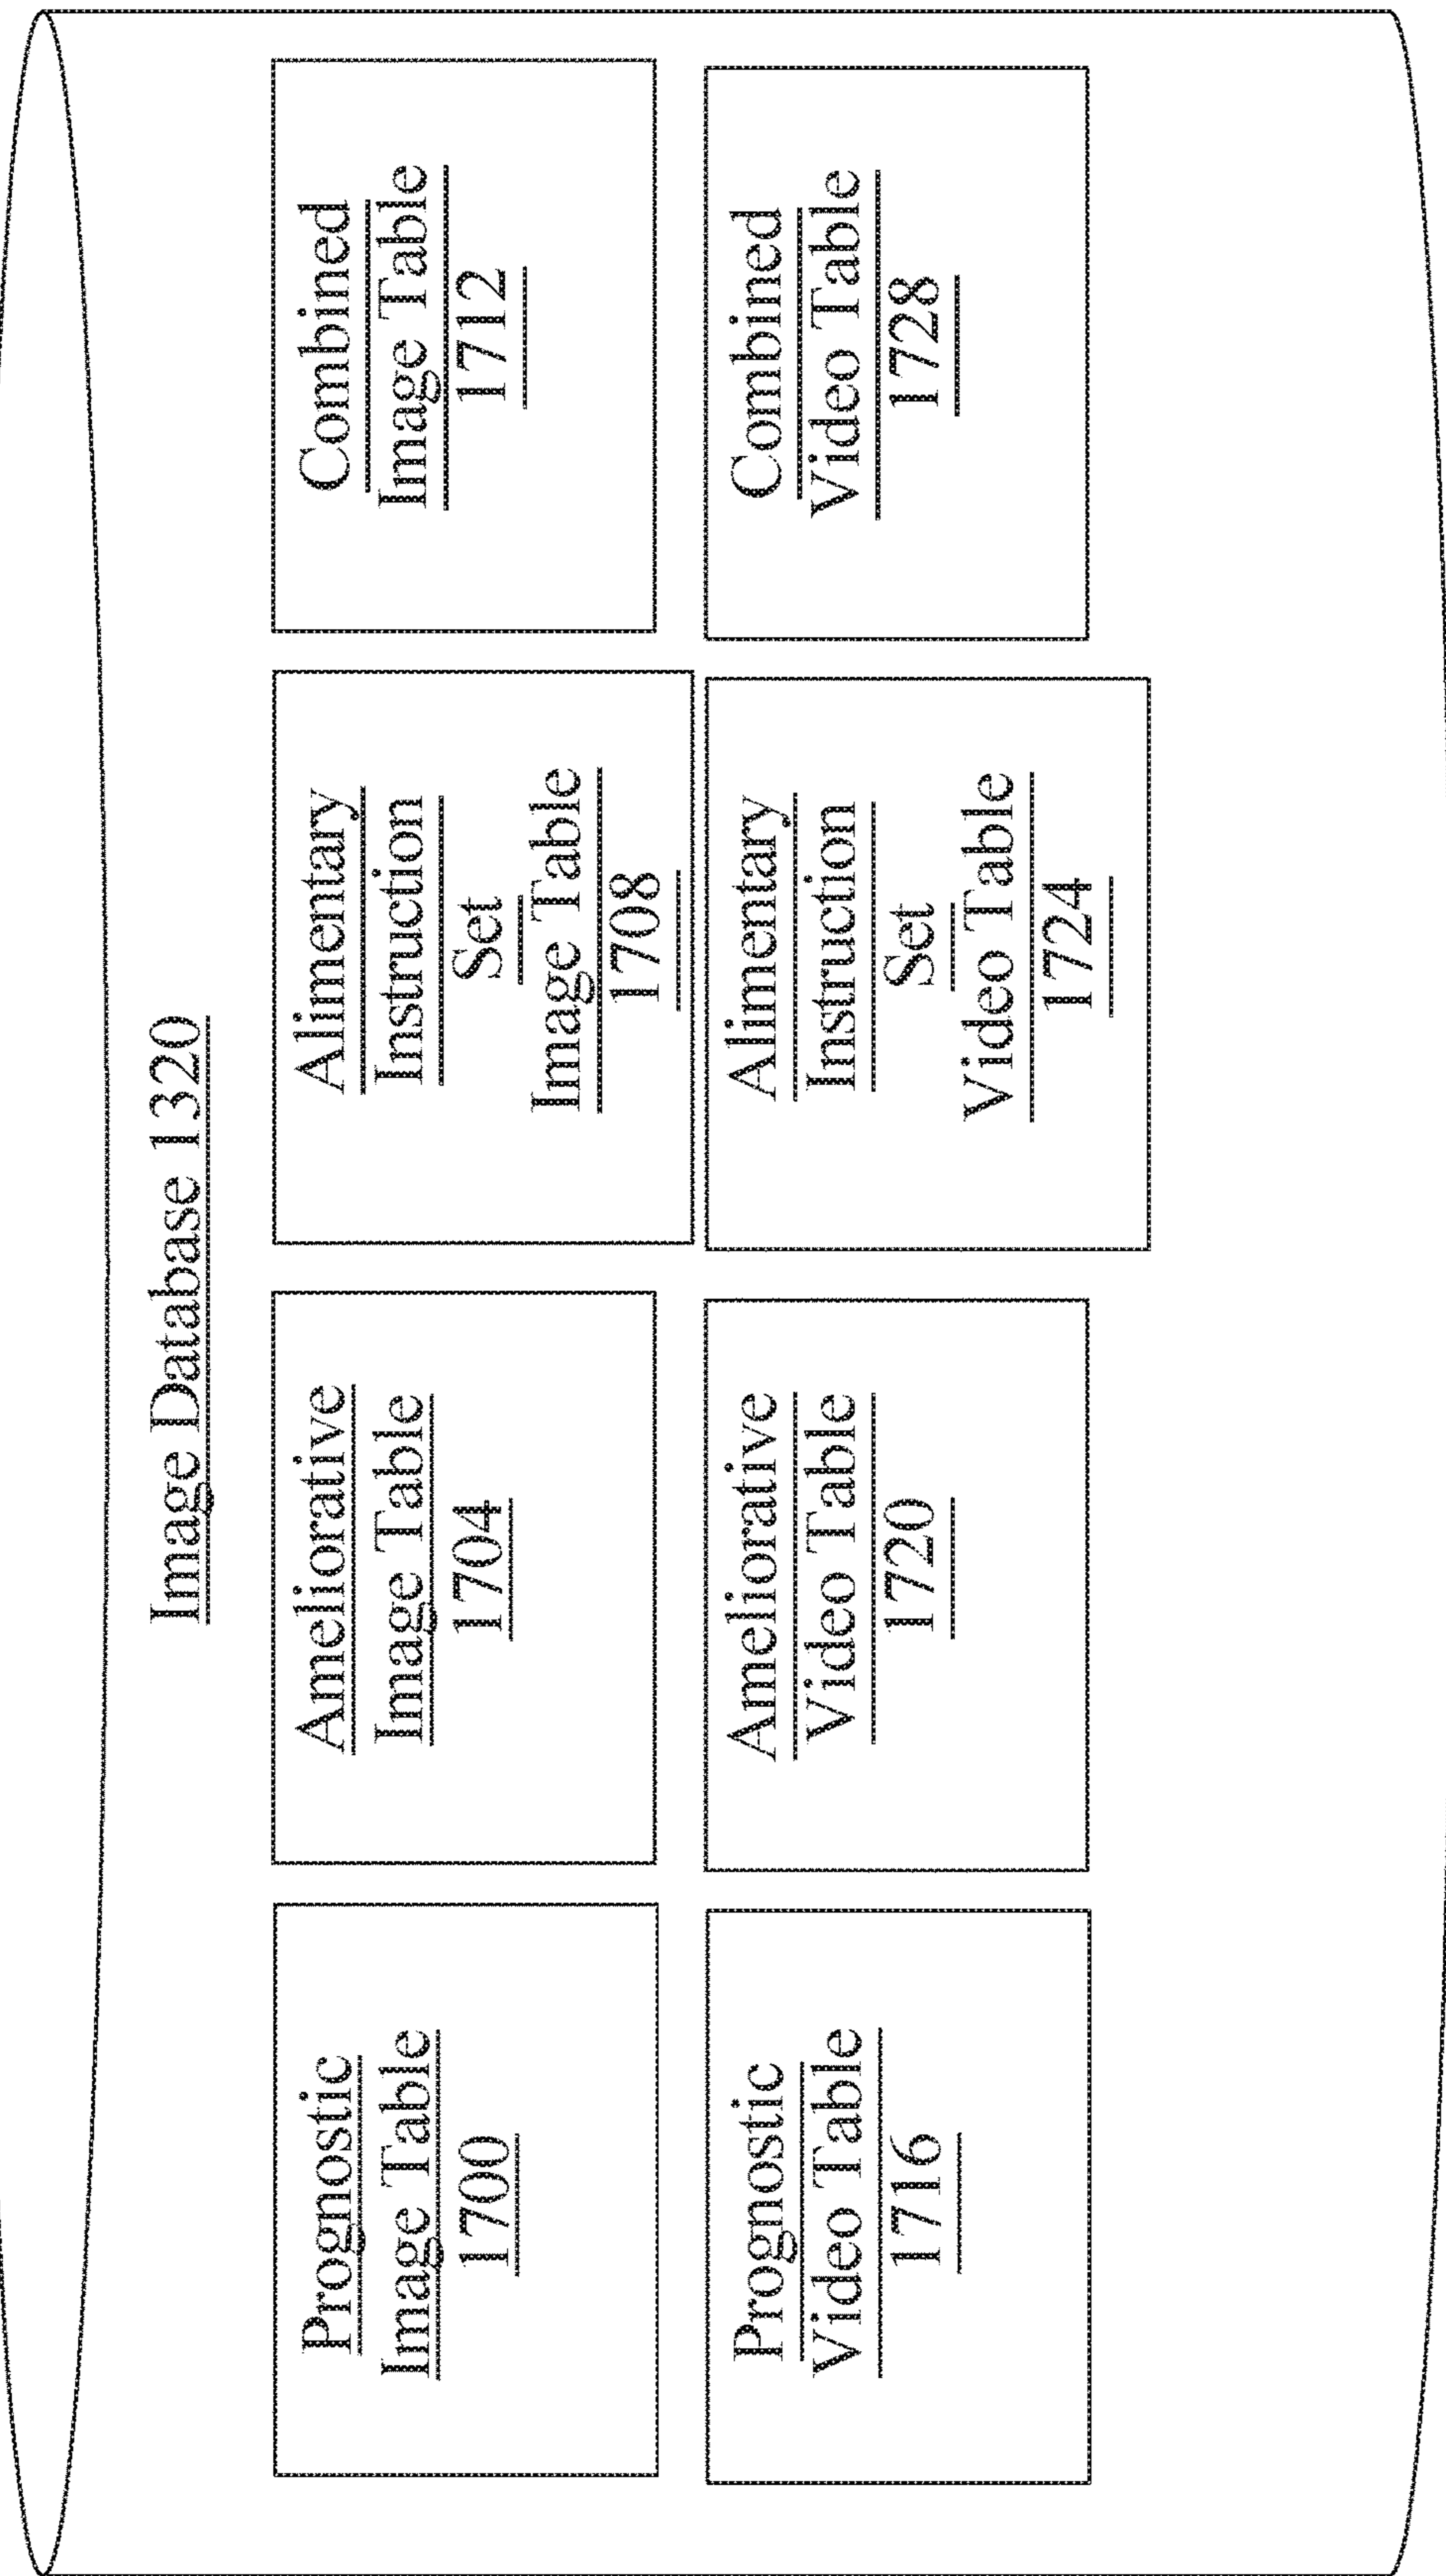 Image Database 1320
Prognostic
Image Table
1700
Ameliorative
Image Table
1704
Alimentary
Instruction
Set
Image Table
1708
Combined
Image Table
1712
Prognostic
Video Table
1716
Ameliorative
Video Table
1720
Alimentary
Instruction
Set
Video Table
1724
Combined
Video Table
1728